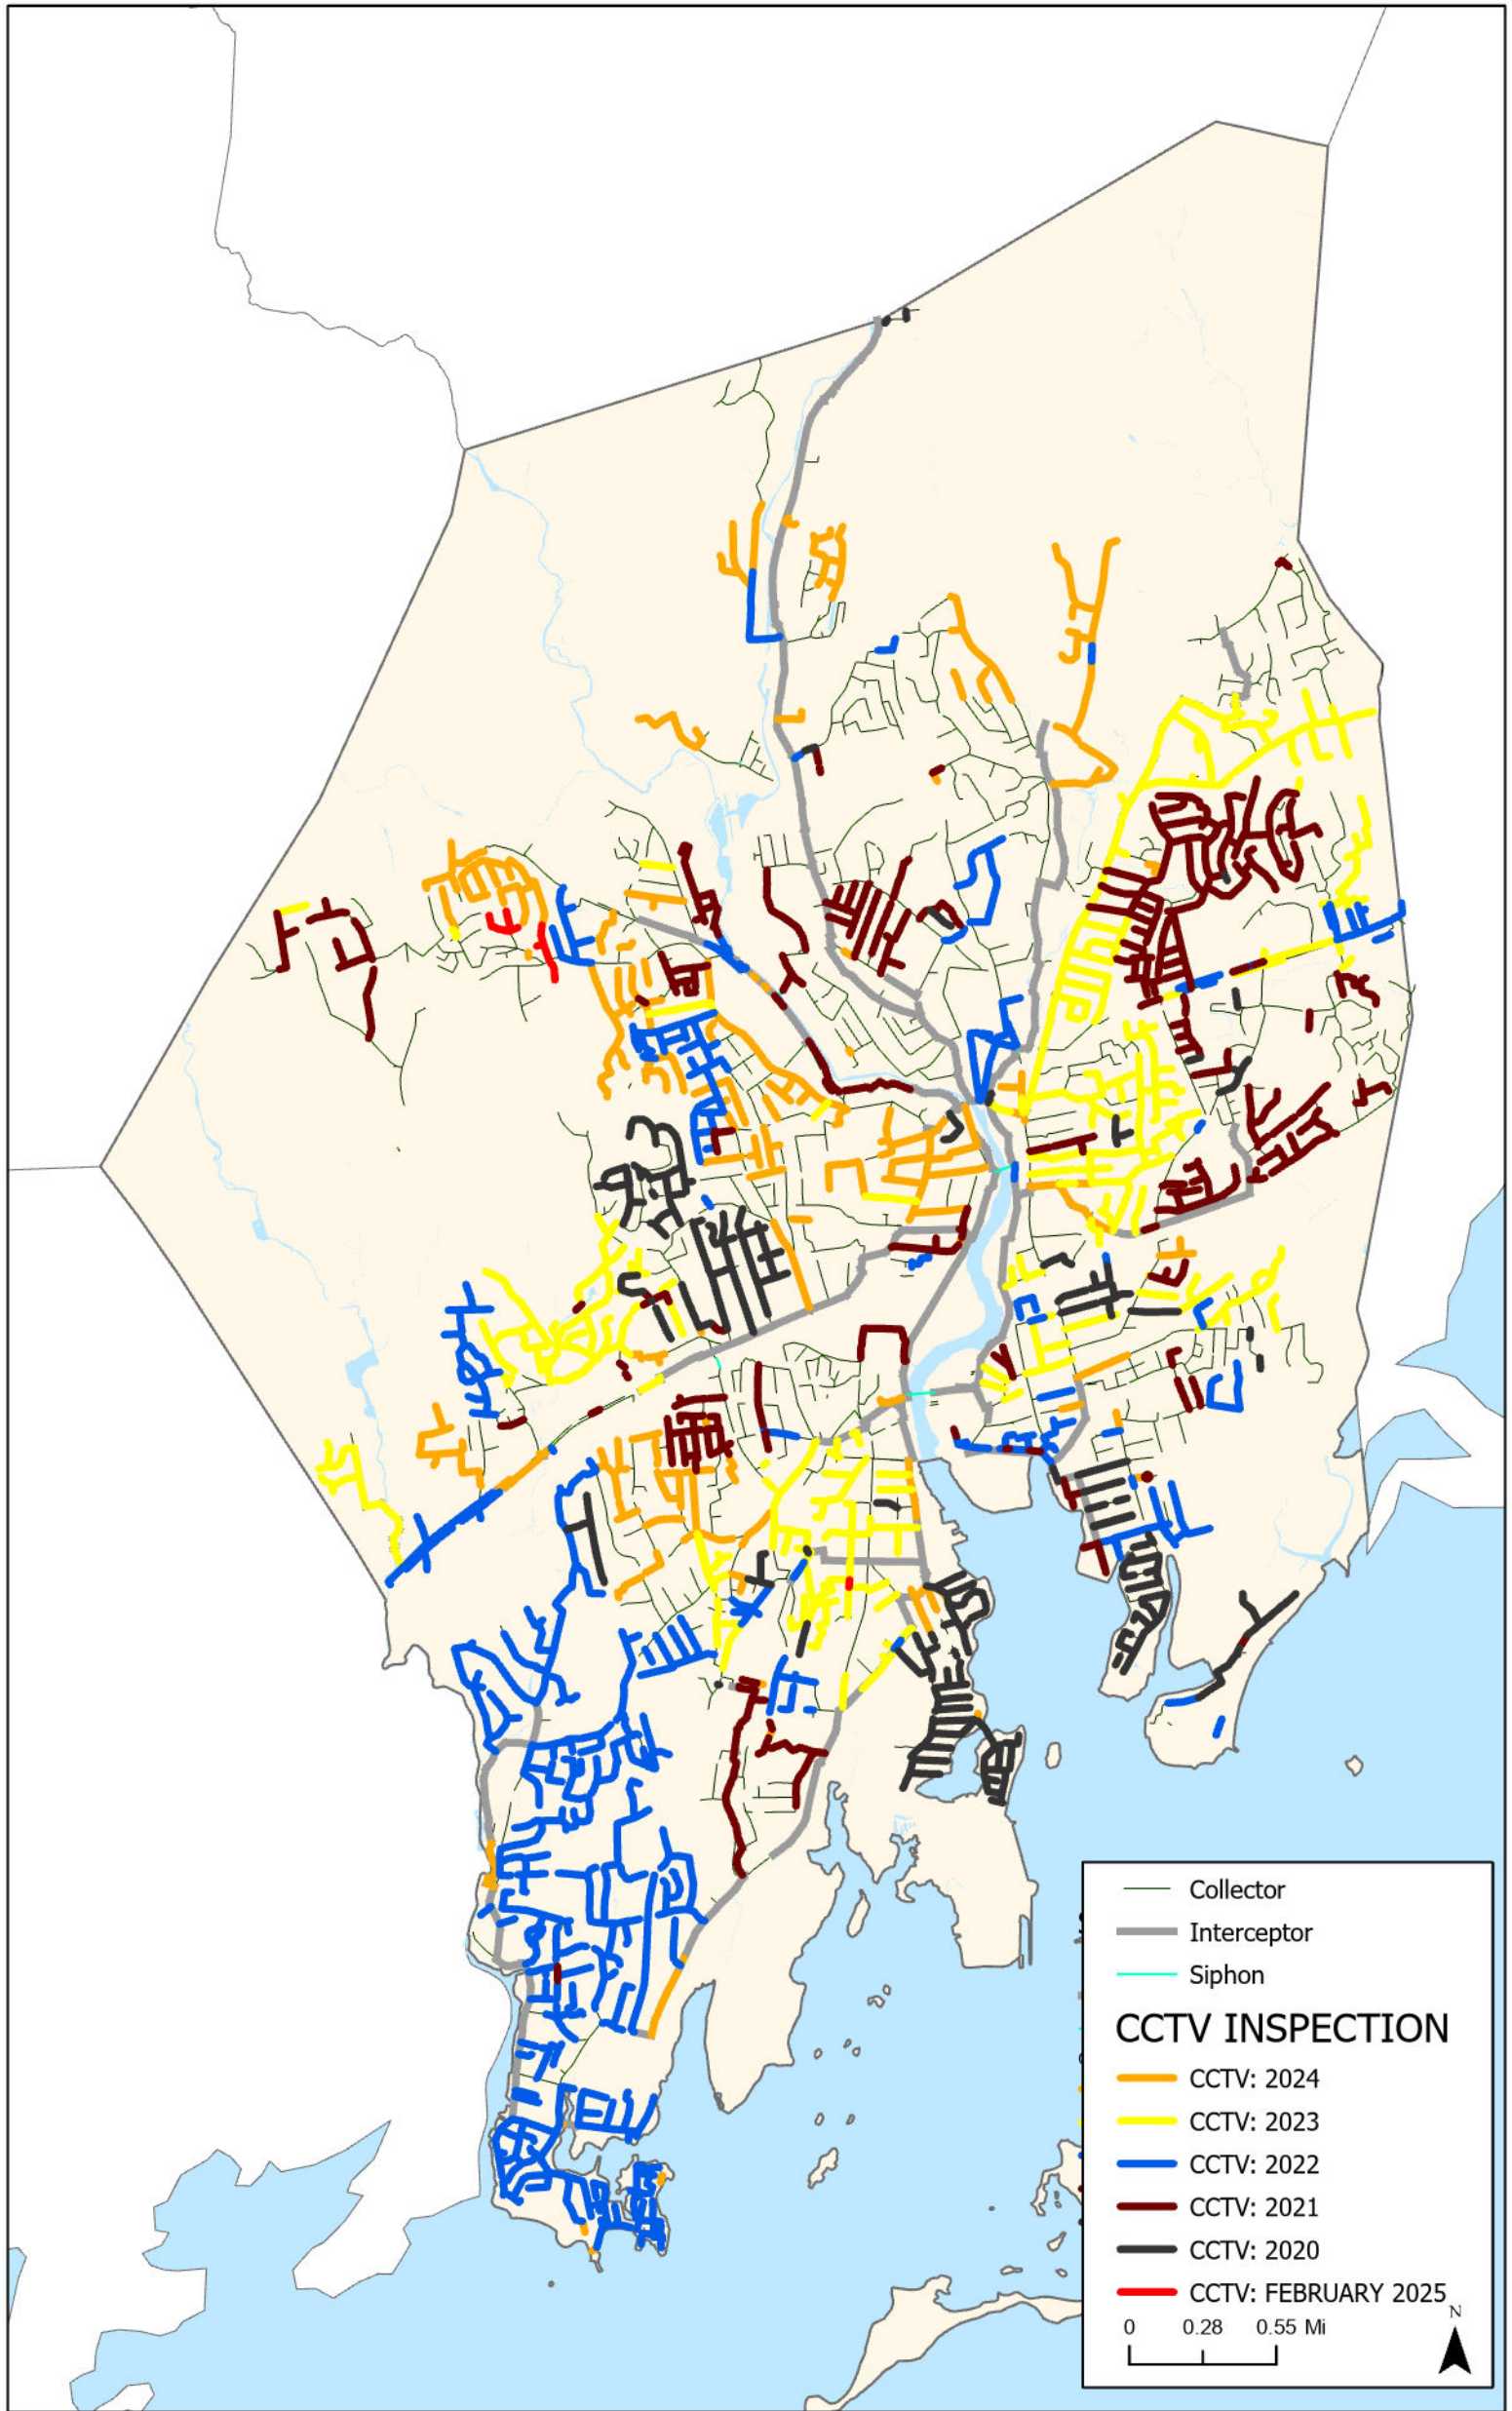 Collector
Interceptor
Siphon
CCTV INSPECTION
CCTV: 2024
CCTV: 2023
CCTV: 2022
CCTV: 2021
CCTV: 2020
CCTV: FEBRUARY 2025
N
0 0.28 0.55 Mi